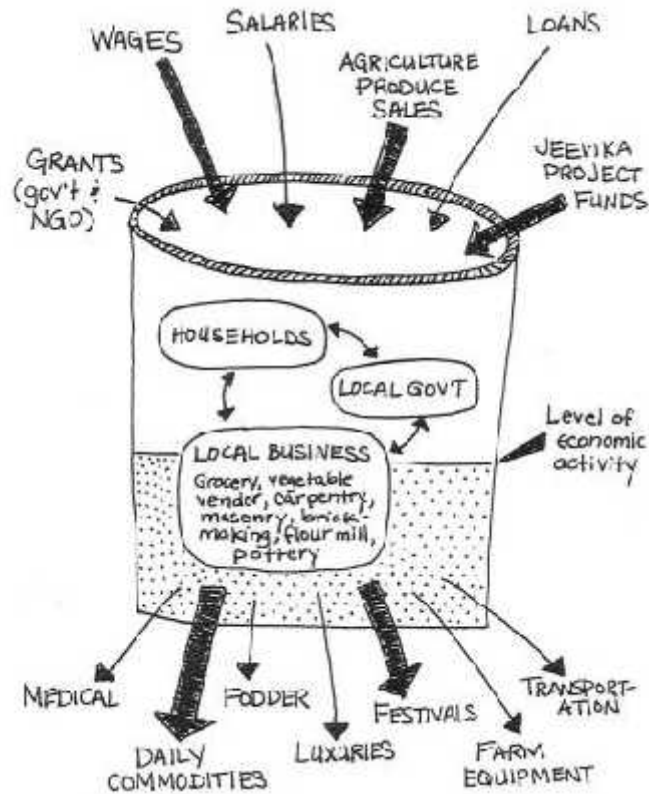 WAGES
SALARIES
LOANS
AGRICULTURE
PRODUCE
SALES
GRANTS
(gov't &
NGO)
JEEVIKA
PROJECT
FUNDS
HOUSEHOLDS
LOCAL GOVT
Level of
economic
activity
LOCAL BUSINESS
Grocery, vegetable
vendor, carpentry,
masonry, brick-
making, flour mill,
pottery
MEDICAL
FODDER
FESTIVALS
TRANSPORT-
ATION
DAILY
COMMODITIES
LUXURIES
FARM
EQUIPMENT